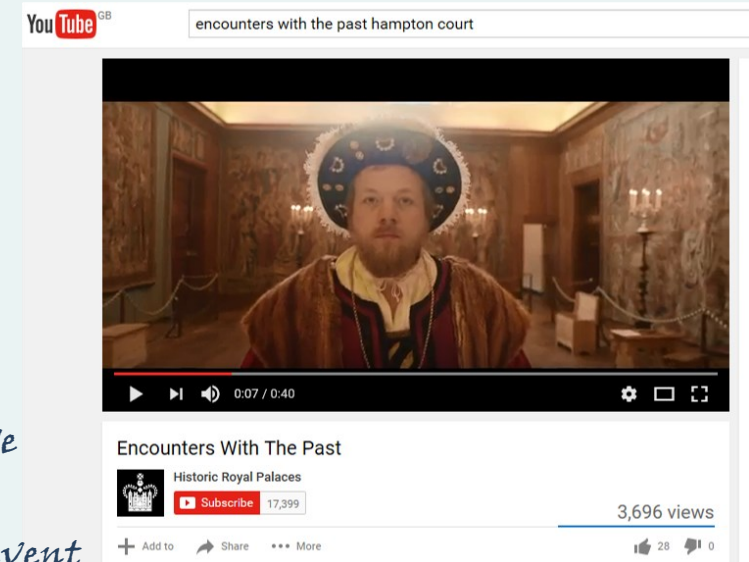 YouTube GB
encounters with the past hampton court
0:07 / 0:40
Encounters With The Past
Historic Royal Palaces
Subscribe 17,399
3,696 views
Add to Share More 28 0